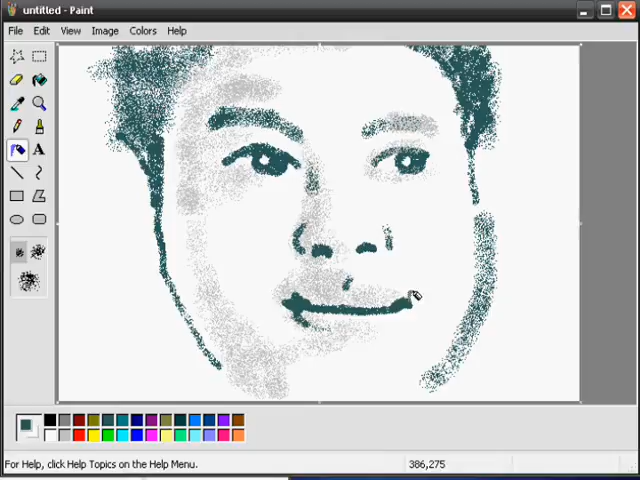 untitled - Paint
File Edit View Image Colors Help
A
For Help, click Help Topics on the Help Menu.
386,275